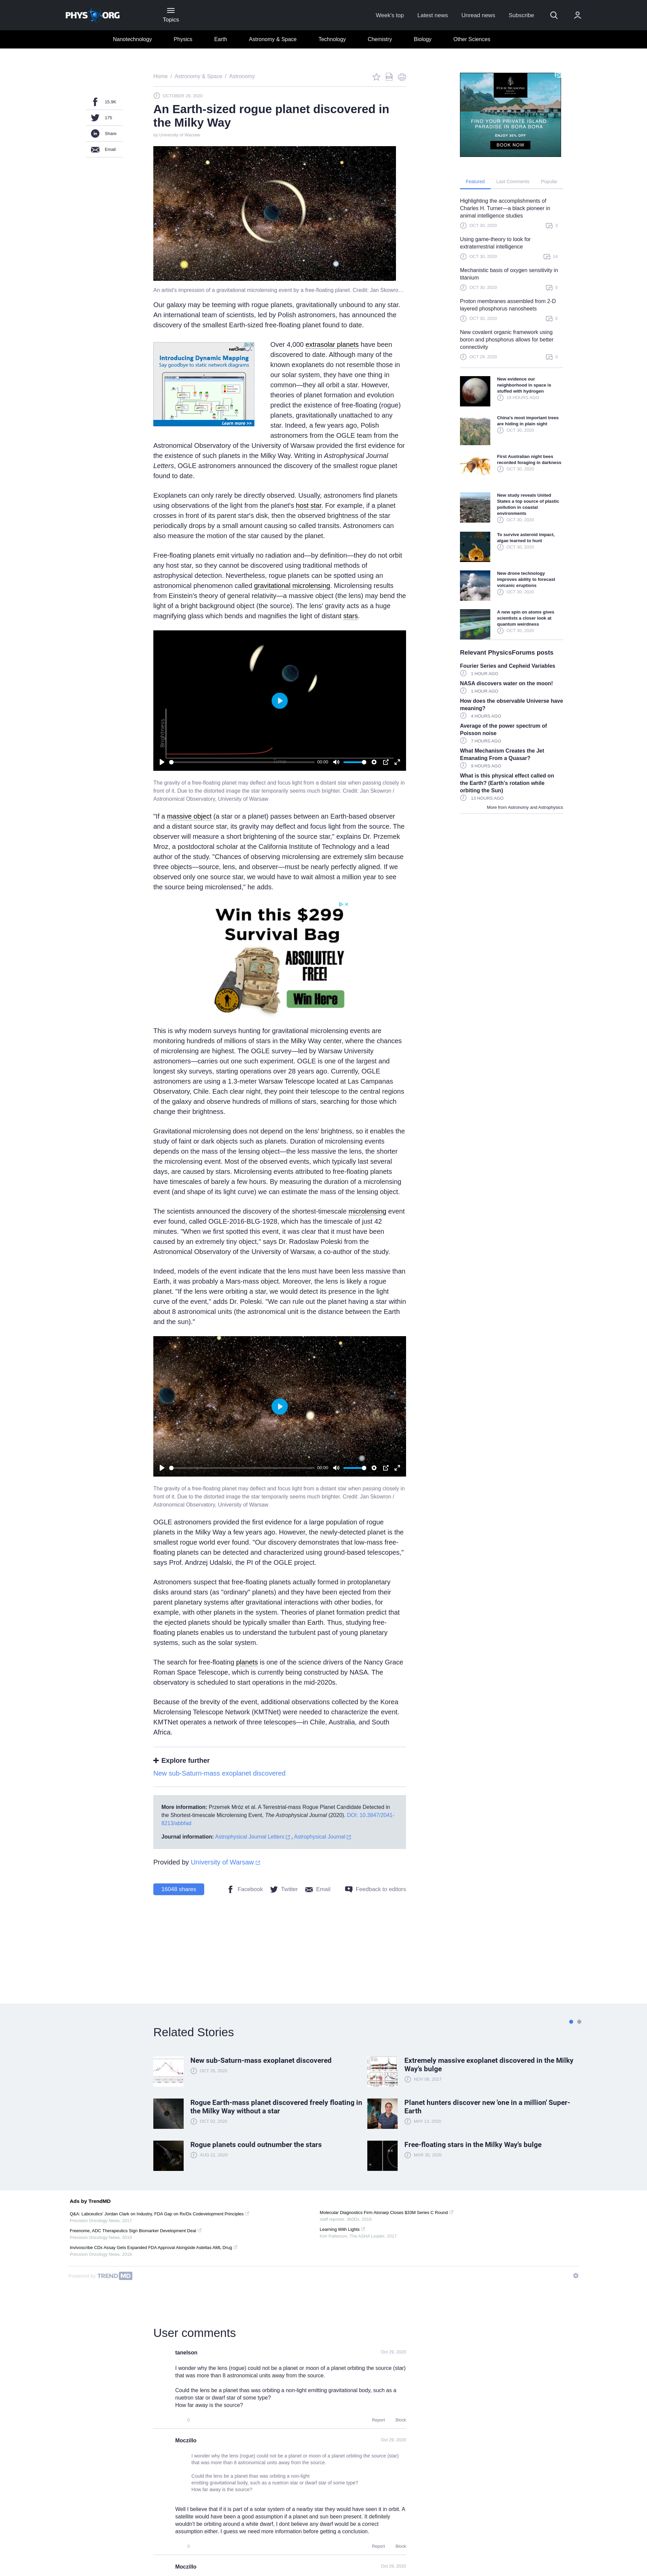 PHYS ORG
Topics
Week's top
Latest news
Unread news
Subscribe
Nanotechnology
Physics
Earth
Astronomy & Space
Technology
Chemistry
Biology
Other Sciences
15.9K
175
Share
Email
Home / Astronomy & Space / Astronomy
OCTOBER 29, 2020
An Earth-sized rogue planet discovered in
the Milky Way
by University of Warsaw
An artist's impression of a gravitational microlensing event by a free-floating planet. Credit: Jan Skowro…
Our galaxy may be teeming with rogue planets, gravitationally unbound to any star.
An international team of scientists, led by Polish astronomers, has announced the
discovery of the smallest Earth-sized free-floating planet found to date.
netBrain
Introducing Dynamic Mapping
Say goodbye to static network diagrams
Learn more >>
Over 4,000 extrasolar planets have been
discovered to date. Although many of the
known exoplanets do not resemble those in
our solar system, they have one thing in
common—they all orbit a star. However,
theories of planet formation and evolution
predict the existence of free-floating (rogue)
planets, gravitationally unattached to any
star. Indeed, a few years ago, Polish
astronomers from the OGLE team from the
Astronomical Observatory of the University of Warsaw provided the first evidence for
the existence of such planets in the Milky Way. Writing in Astrophysical Journal
Letters, OGLE astronomers announced the discovery of the smallest rogue planet
found to date.
Exoplanets can only rarely be directly observed. Usually, astronomers find planets
using observations of the light from the planet's host star. For example, if a planet
crosses in front of its parent star's disk, then the observed brightness of the star
periodically drops by a small amount causing so called transits. Astronomers can
also measure the motion of the star caused by the planet.
Free-floating planets emit virtually no radiation and—by definition—they do not orbit
any host star, so they cannot be discovered using traditional methods of
astrophysical detection. Nevertheless, rogue planets can be spotted using an
astronomical phenomenon called gravitational microlensing. Microlensing results
from Einstein's theory of general relativity—a massive object (the lens) may bend the
light of a bright background object (the source). The lens' gravity acts as a huge
magnifying glass which bends and magnifies the light of distant stars.
Brightness
Time
00:00
The gravity of a free-floating planet may deflect and focus light from a distant star when passing closely in
front of it. Due to the distorted image the star temporarily seems much brighter. Credit: Jan Skowron /
Astronomical Observatory, University of Warsaw
"If a massive object (a star or a planet) passes between an Earth-based observer
and a distant source star, its gravity may deflect and focus light from the source. The
observer will measure a short brightening of the source star," explains Dr. Przemek
Mroz, a postdoctoral scholar at the California Institute of Technology and a lead
author of the study. "Chances of observing microlensing are extremely slim because
three objects—source, lens, and observer—must be nearly perfectly aligned. If we
observed only one source star, we would have to wait almost a million year to see
the source being microlensed," he adds.
Win this $299
Survival Bag
ABSOLUTELY
FREE!
Win Here
This is why modern surveys hunting for gravitational microlensing events are
monitoring hundreds of millions of stars in the Milky Way center, where the chances
of microlensing are highest. The OGLE survey—led by Warsaw University
astronomers—carries out one such experiment. OGLE is one of the largest and
longest sky surveys, starting operations over 28 years ago. Currently, OGLE
astronomers are using a 1.3-meter Warsaw Telescope located at Las Campanas
Observatory, Chile. Each clear night, they point their telescope to the central regions
of the galaxy and observe hundreds of millions of stars, searching for those which
change their brightness.
Gravitational microlensing does not depend on the lens' brightness, so it enables the
study of faint or dark objects such as planets. Duration of microlensing events
depends on the mass of the lensing object—the less massive the lens, the shorter
the microlensing event. Most of the observed events, which typically last several
days, are caused by stars. Microlensing events attributed to free-floating planets
have timescales of barely a few hours. By measuring the duration of a microlensing
event (and shape of its light curve) we can estimate the mass of the lensing object.
The scientists announced the discovery of the shortest-timescale microlensing event
ever found, called OGLE-2016-BLG-1928, which has the timescale of just 42
minutes. "When we first spotted this event, it was clear that it must have been
caused by an extremely tiny object," says Dr. Radoslaw Poleski from the
Astronomical Observatory of the University of Warsaw, a co-author of the study.
Indeed, models of the event indicate that the lens must have been less massive than
Earth, it was probably a Mars-mass object. Moreover, the lens is likely a rogue
planet. "If the lens were orbiting a star, we would detect its presence in the light
curve of the event," adds Dr. Poleski. "We can rule out the planet having a star within
about 8 astronomical units (the astronomical unit is the distance between the Earth
and the sun)."
00:00
The gravity of a free-floating planet may deflect and focus light from a distant star when passing closely in
front of it. Due to the distorted image the star temporarily seems much brighter. Credit: Jan Skowron /
Astronomical Observatory, University of Warsaw
OGLE astronomers provided the first evidence for a large population of rogue
planets in the Milky Way a few years ago. However, the newly-detected planet is the
smallest rogue world ever found. "Our discovery demonstrates that low-mass free-
floating planets can be detected and characterized using ground-based telescopes,"
says Prof. Andrzej Udalski, the PI of the OGLE project.
Astronomers suspect that free-floating planets actually formed in protoplanetary
disks around stars (as "ordinary" planets) and they have been ejected from their
parent planetary systems after gravitational interactions with other bodies, for
example, with other planets in the system. Theories of planet formation predict that
the ejected planets should be typically smaller than Earth. Thus, studying free-
floating planets enables us to understand the turbulent past of young planetary
systems, such as the solar system.
The search for free-floating planets is one of the science drivers of the Nancy Grace
Roman Space Telescope, which is currently being constructed by NASA. The
observatory is scheduled to start operations in the mid-2020s.
Because of the brevity of the event, additional observations collected by the Korea
Microlensing Telescope Network (KMTNet) were needed to characterize the event.
KMTNet operates a network of three telescopes—in Chile, Australia, and South
Africa.
Explore further
New sub-Saturn-mass exoplanet discovered
More information: Przemek Mróz et al. A Terrestrial-mass Rogue Planet Candidate Detected in
the Shortest-timescale Microlensing Event, The Astrophysical Journal (2020). DOI: 10.3847/2041-
8213/abbfad
Journal information: Astrophysical Journal Letters , Astrophysical Journal
Provided by University of Warsaw
16048 shares
Facebook
Twitter
Email
Feedback to editors
FOUR SEASONS
FIND YOUR PRIVATE ISLAND
PARADISE IN BORA BORA
ENJOY 35% OFF
BOOK NOW
Featured
Last Comments
Popular
Highlighting the accomplishments of
Charles H. Turner—a black pioneer in
animal intelligence studies
OCT 30, 2020
Using game-theory to look for
extraterrestrial intelligence
OCT 30, 2020
14
Mechanistic basis of oxygen sensitivity in
titanium
OCT 30, 2020
0
Proton membranes assembled from 2-D
layered phosphorus nanosheets
OCT 30, 2020
0
New covalent organic framework using
boron and phosphorus allows for better
connectivity
OCT 29, 2020
0
New evidence our
neighborhood in space is
stuffed with hydrogen
19 HOURS AGO
China's most important trees
are hiding in plain sight
OCT 30, 2020
First Australian night bees
recorded foraging in darkness
OCT 30, 2020
New study reveals United
States a top source of plastic
pollution in coastal
environments
OCT 30, 2020
To survive asteroid impact,
algae learned to hunt
OCT 30, 2020
New drone technology
improves ability to forecast
volcanic eruptions
OCT 30, 2020
A new spin on atoms gives
scientists a closer look at
quantum weirdness
OCT 30, 2020
Relevant PhysicsForums posts
Fourier Series and Cepheid Variables
1 HOUR AGO
NASA discovers water on the moon!
1 HOUR AGO
How does the observable Universe have
meaning?
4 HOURS AGO
Average of the power spectrum of
Poisson noise
7 HOURS AGO
What Mechanism Creates the Jet
Emanating From a Quasar?
9 HOURS AGO
What is this physical effect called on
the Earth? (Earth's rotation while
orbiting the Sun)
13 HOURS AGO
More from Astronomy and Astrophysics
Related Stories
New sub-Saturn-mass exoplanet discovered
Extremely massive exoplanet discovered in the Milky
Way's bulge
NOV 08, 2017
Rogue Earth-mass planet discovered freely floating in
the Milky Way without a star
Planet hunters discover new 'one in a million' Super-
Earth
Rogue planets could outnumber the stars
AUG 21, 2020
Free-floating stars in the Milky Way's bulge
Ads by TrendMD
Q&A: Labcealics' Jordan Clark on Industry, FDA Gap on Rx/Dx Codevelopment Principles
Precision Oncology News, 2017
Freenome, ADC Therapeutics Sign Biomarker Development Deal
Precision Oncology News, 2019
Invivoscribe CDx Assay Gets Expanded FDA Approval Alongside Astellas AML Drug
Precision Oncology News, 2019
Molecular Diagnostics Firm Atomarp Closes $33M Series C Round
staff reporter, 360Dx, 2019
Learning With Lights
Kim Patterson, The ASHA Leader, 2017
Powered by TREND MD
User comments
tanelson
Oct 29, 2020
I wonder why the lens (rogue) could not be a planet or moon of a planet orbiting the source (star)
that was more than 8 astronomical units away from the source.
Could the lens be a planet thas was orbiting a non-light emitting gravitational body, such as a
nuetron star or dwarf star of some type?
How far away is the source?
0
Report
Block
Moczillo
Oct 29, 2020
I wonder why the lens (rogue) could not be a planet or moon of a planet orbiting the source (star)
that was more than 8 astronomical units away from the source.
Could the lens be a planet thas was orbiting a non-light
emitting gravitational body, such as a nuetron star or dwarf star of some type?
How far away is the source?
Well I believe that if it is part of a solar system of a nearby star they would have seen it in orbit. A
satellite would have been a good assumption if a planet and sun been present. It definitely
wouldn't be orbiting around a white dwarf, I dont believe any dwarf would be a correct
assumption either. I guess we need more information before getting a conclusion.
0
Report
Block
Moczillo
Oct 29, 2020